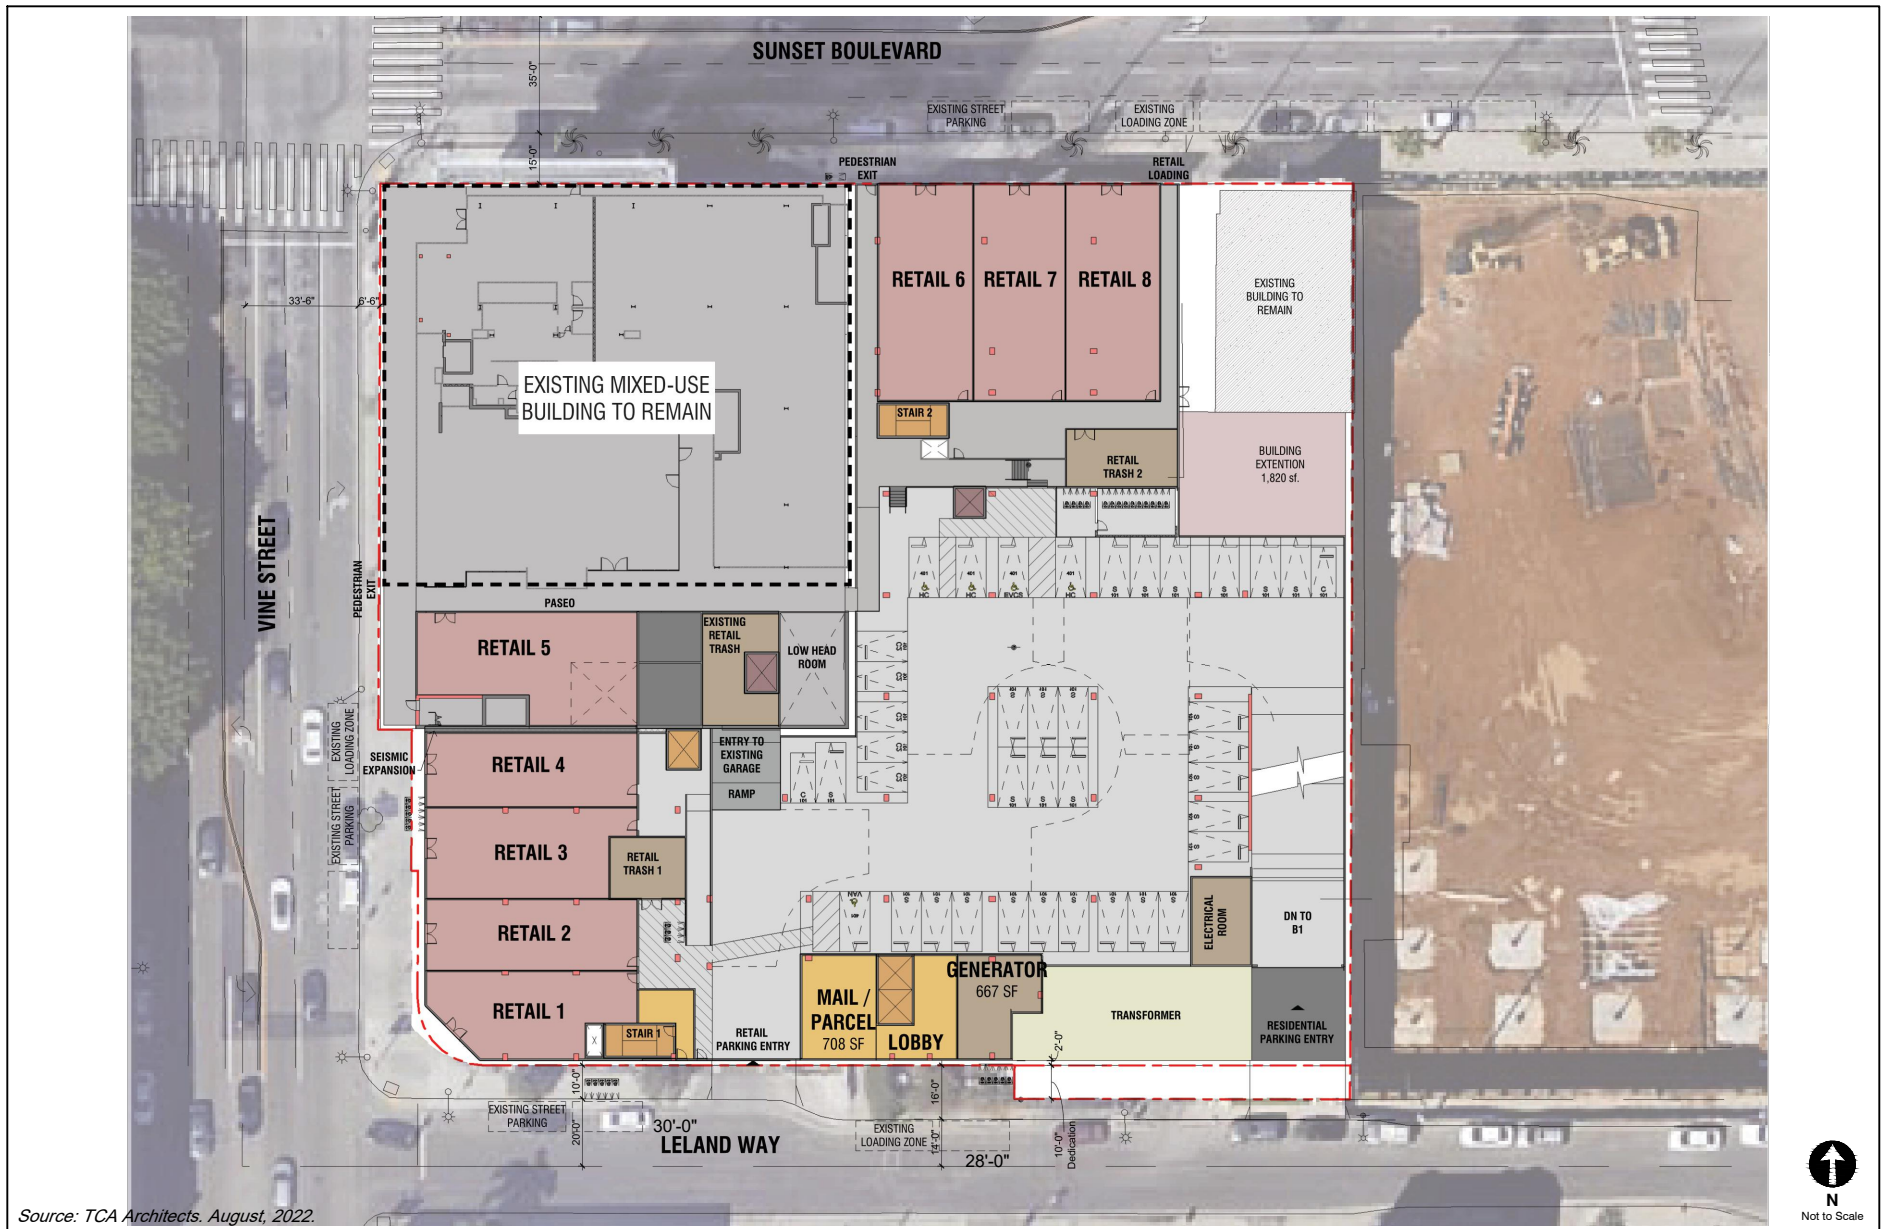 SUNSET BOULEVARD
35'-0"
15'-0"
EXISTING STREET
PARKING
EXISTING
LOADING ZONE
PEDESTRIAN
EXIT
RETAIL
LOADING
33'-6"
6'-6"
RETAIL 6
RETAIL 7
RETAIL 8
EXISTING
BUILDING TO
REMAIN
EXISTING MIXED-USE
BUILDING TO REMAIN
STAIR 2
RETAIL
TRASH 2
BUILDING
EXTENTION
1,820 sf.
VINE STREET
PEDESTRIAN
EXIT
PASEO
HC
HC
EVCS
HC
RETAIL 5
EXISTING
RETAIL
TRASH
LOW HEAD
ROOM
EXISTING
LOADING ZONE
SEISMIC
EXPANSION
RETAIL 4
ENTRY TO
EXISTING
GARAGE
RAMP
EXISTING STREET
PARKING
RETAIL 3
RETAIL
TRASH 1
VAN
RETAIL 2
ELECTRICAL
ROOM
DN TO
B1
RETAIL 1
STAIR 1
RETAIL
PARKING ENTRY
MAIL /
PARCEL
708 SF
LOBBY
GENERATOR
667 SF
TRANSFORMER
RESIDENTIAL
PARKING ENTRY
2'-0"
10'-0"
16'-0"
EXISTING STREET
PARKING
20'-0"
30'-0"
LELAND WAY
EXISTING
LOADING ZONE
14'-0"
28'-0"
10'-0"
Dedication
N
Not to Scale
Source: TCA Architects. August, 2022.